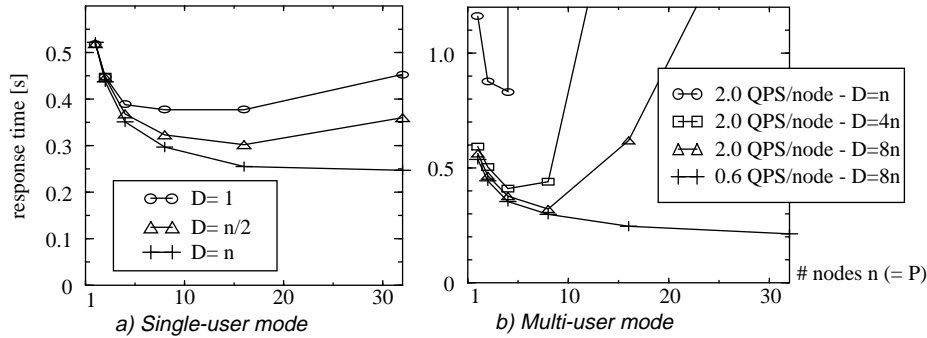 response time [s]
0.5
0.4
0.3
0.2
0.1
0
1
10
20
30
D= 1
D= n/2
D= n
a) Single-user mode
1.0
0.5
0
1
10
20
30
2.0 QPS/node - D=n
2.0 QPS/node - D=4n
2.0 QPS/node - D=8n
0.6 QPS/node - D=8n
# nodes n (= P)
b) Multi-user mode